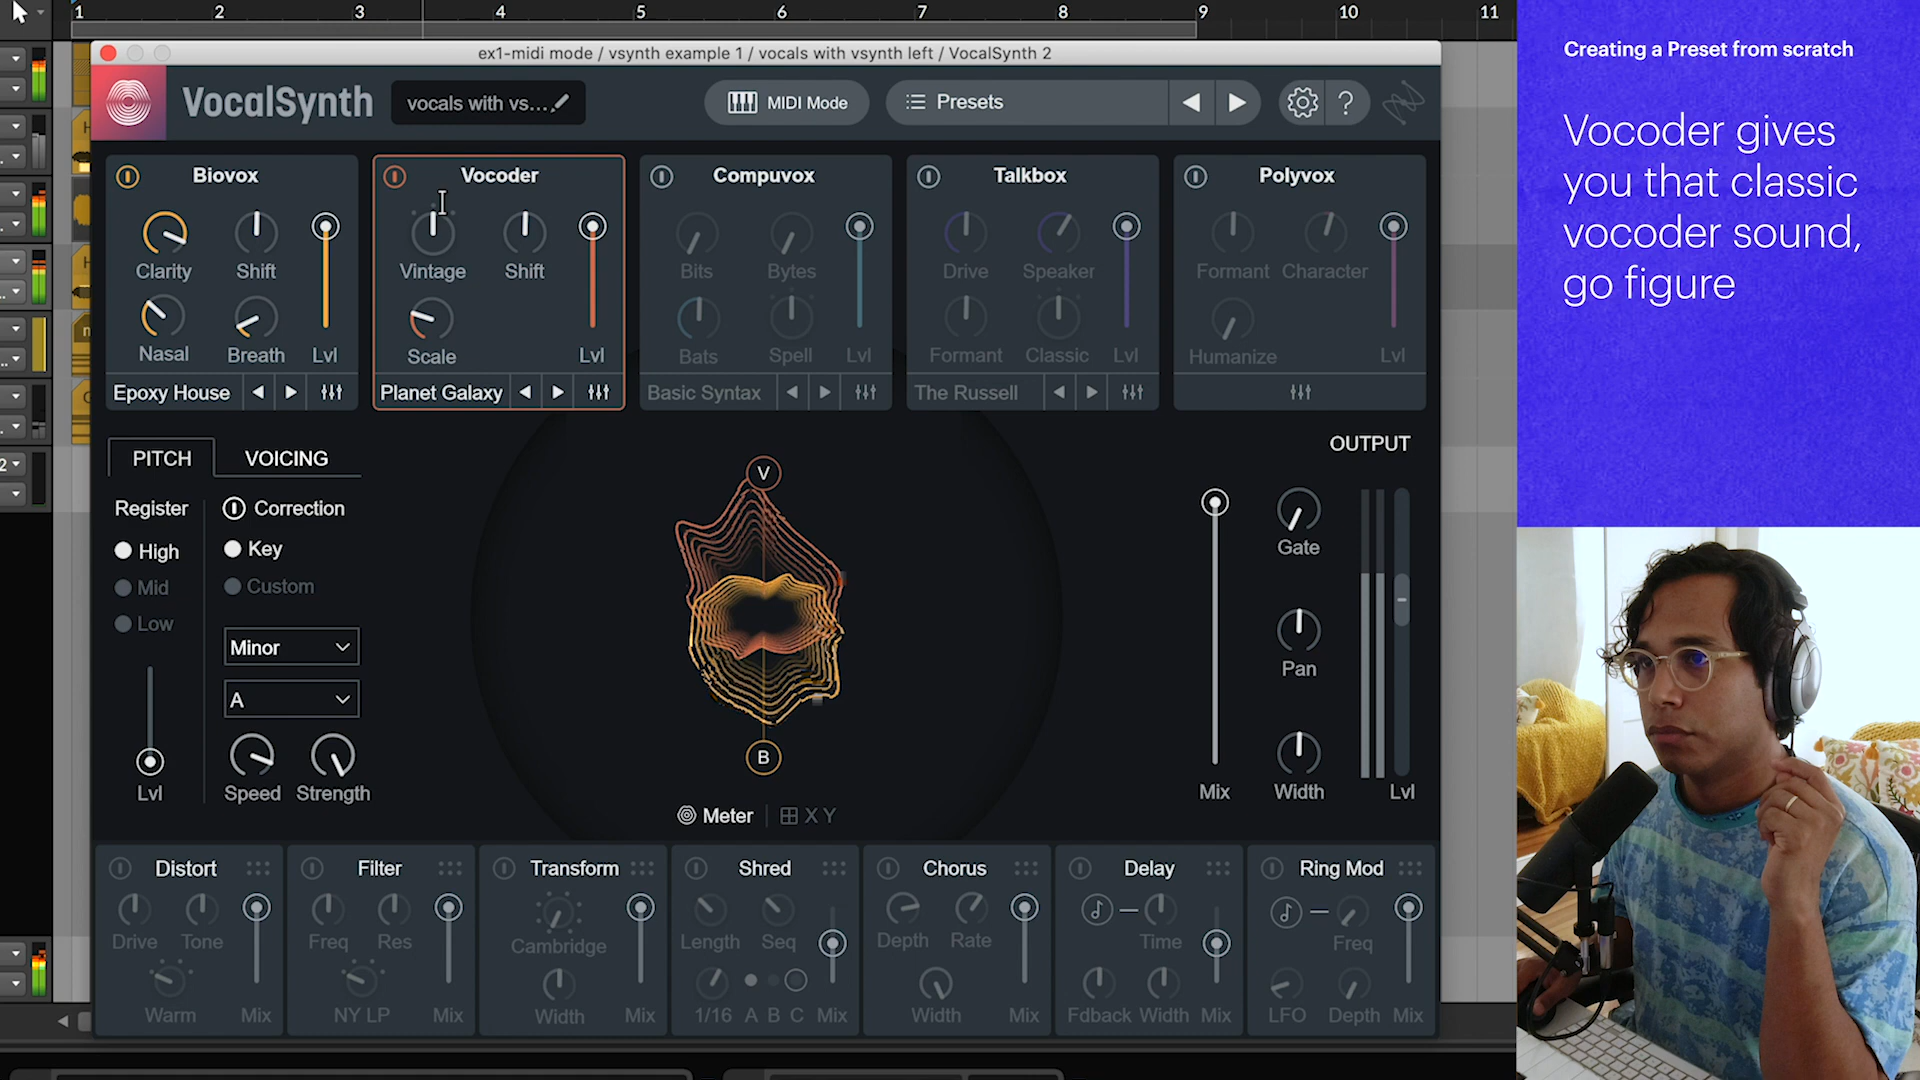 1 2 3 4 5 6 7 8 9 10 11
ex1-midi mode / vsynth example 1 / vocals with vsynth left / VocalSynth 2
VocalSynth
vocals with vs...
MIDI Mode
Presets
?
Biovox
Clarity Shift
Nasal Breath Lvl
Epoxy House
Vocoder
Vintage Shift
Scale Lvl
Planet Galaxy
Compuvox
Bits Bytes
Bats Spell Lvl
Basic Syntax
Talkbox
Drive Speaker
Formant Classic Lvl
The Russell
Polyvox
Formant Character
Humanize Lvl
PITCH VOICING
Register
High
Mid
Low
Lvl
Correction
Key
Custom
Minor
A
Speed Strength
V
B
Meter X Y
OUTPUT
Gate
Pan
Mix Width Lvl
Distort
Drive Tone
Warm Mix
Filter
Freq Res
NY LP Mix
Transform
Cambridge
Width Mix
Shred
Length Seq
1/16 A B C Mix
Chorus
Depth Rate
Width Mix
Delay
Time
Fdback Width Mix
Ring Mod
Freq
LFO Depth Mix
Creating a Preset from scratch
Vocoder gives
you that classic
vocoder sound,
go figure